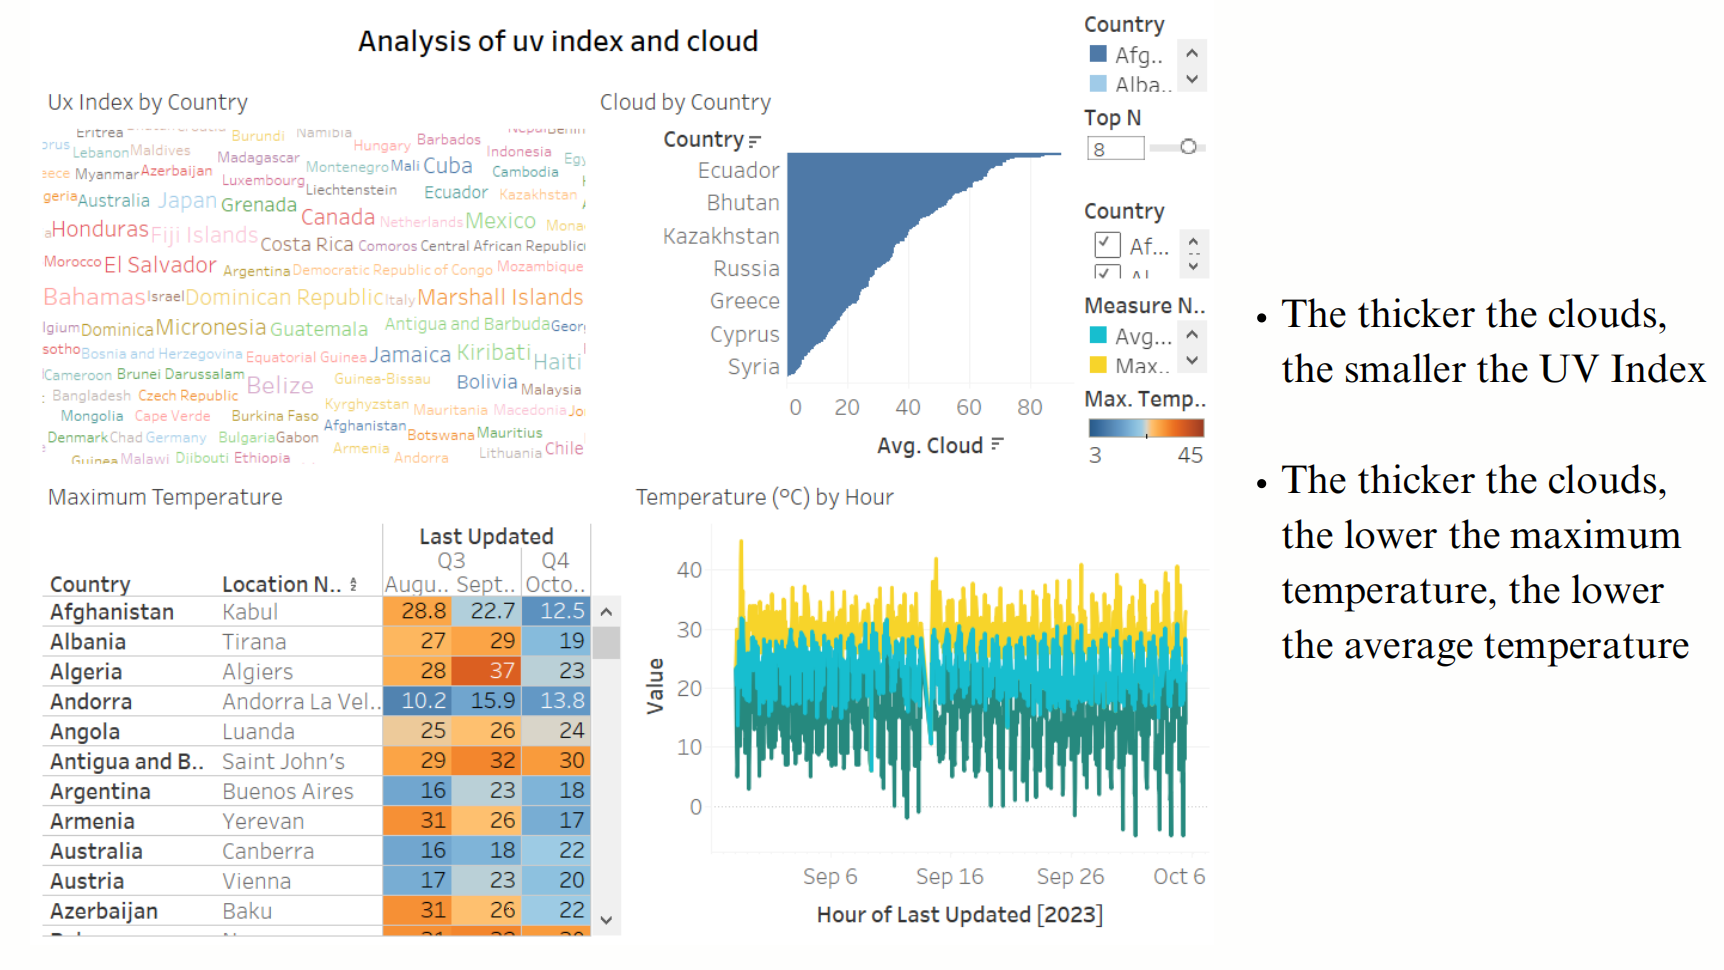 Analysis of uv index and cloud
Country
Afg..
Alba..
Top N
8
Country
Af...
Measure N..
Avg...
Max..
Max. Temp..
3 45
Ux Index by Country
Eritrea Burundi Namibia Barbados
Hungary Indonesia
Lebanon Maldives Madagascar Montenegro Mali Cuba Cambodia Egy
Myanmar Azerbaijan Luxembourg
Liechtenstein Ecuador Kazakhstan
Australia Japan Grenada Canada Netherlands Mexico Mona
Honduras Fiji Islands Costa Rica Comoros Central African Republic
Morocco El Salvador Argentina Democratic Republic of Congo Mozambique
Bahamas Israel Dominican Republic Italy Marshall Islands
lgium Dominica Micronesia Guatemala Antigua and Barbuda Geor
sotho Bosnia and Herzegovina Equatorial Guinea Jamaica Kiribati Haiti
Cameroon Brunei Darussalam Belize Guinea-Bissau Bolivia Malaysia
Bangladesh Czech Republic
Mongolia Cape Verde Burkina Faso Kyrghyzstan Mauritania Macedonia Jo
Denmark Chad Germany Bulgaria Gabon Afghanistan Botswana Mauritius
Guinea Malawi Djibouti Ethiopia Armenia Andorra Lithuania Chile
Cloud by Country
Country
Ecuador
Bhutan
Kazakhstan
Russia
Greece
Cyprus
Syria
0 20 40 60 80
Avg. Cloud
Maximum Temperature
Last Updated
Q3 Q4
Country Location N.. Augu.. Sept.. Octo..
Afghanistan Kabul 28.8 22.7 12.5
Albania Tirana 27 29 19
Algeria Algiers 28 37 23
Andorra Andorra La Vel.. 10.2 15.9 13.8
Angola Luanda 25 26 24
Antigua and B.. Saint John's 29 32 30
Argentina Buenos Aires 16 23 18
Armenia Yerevan 31 26 17
Australia Canberra 16 18 22
Austria Vienna 17 23 20
Azerbaijan Baku 31 26 22
Temperature (°C) by Hour
Value
40
30
20
10
0
Sep 6 Sep 16 Sep 26 Oct 6
Hour of Last Updated [2023]
• The thicker the clouds,
the smaller the UV Index
• The thicker the clouds,
the lower the maximum
temperature, the lower
the average temperature